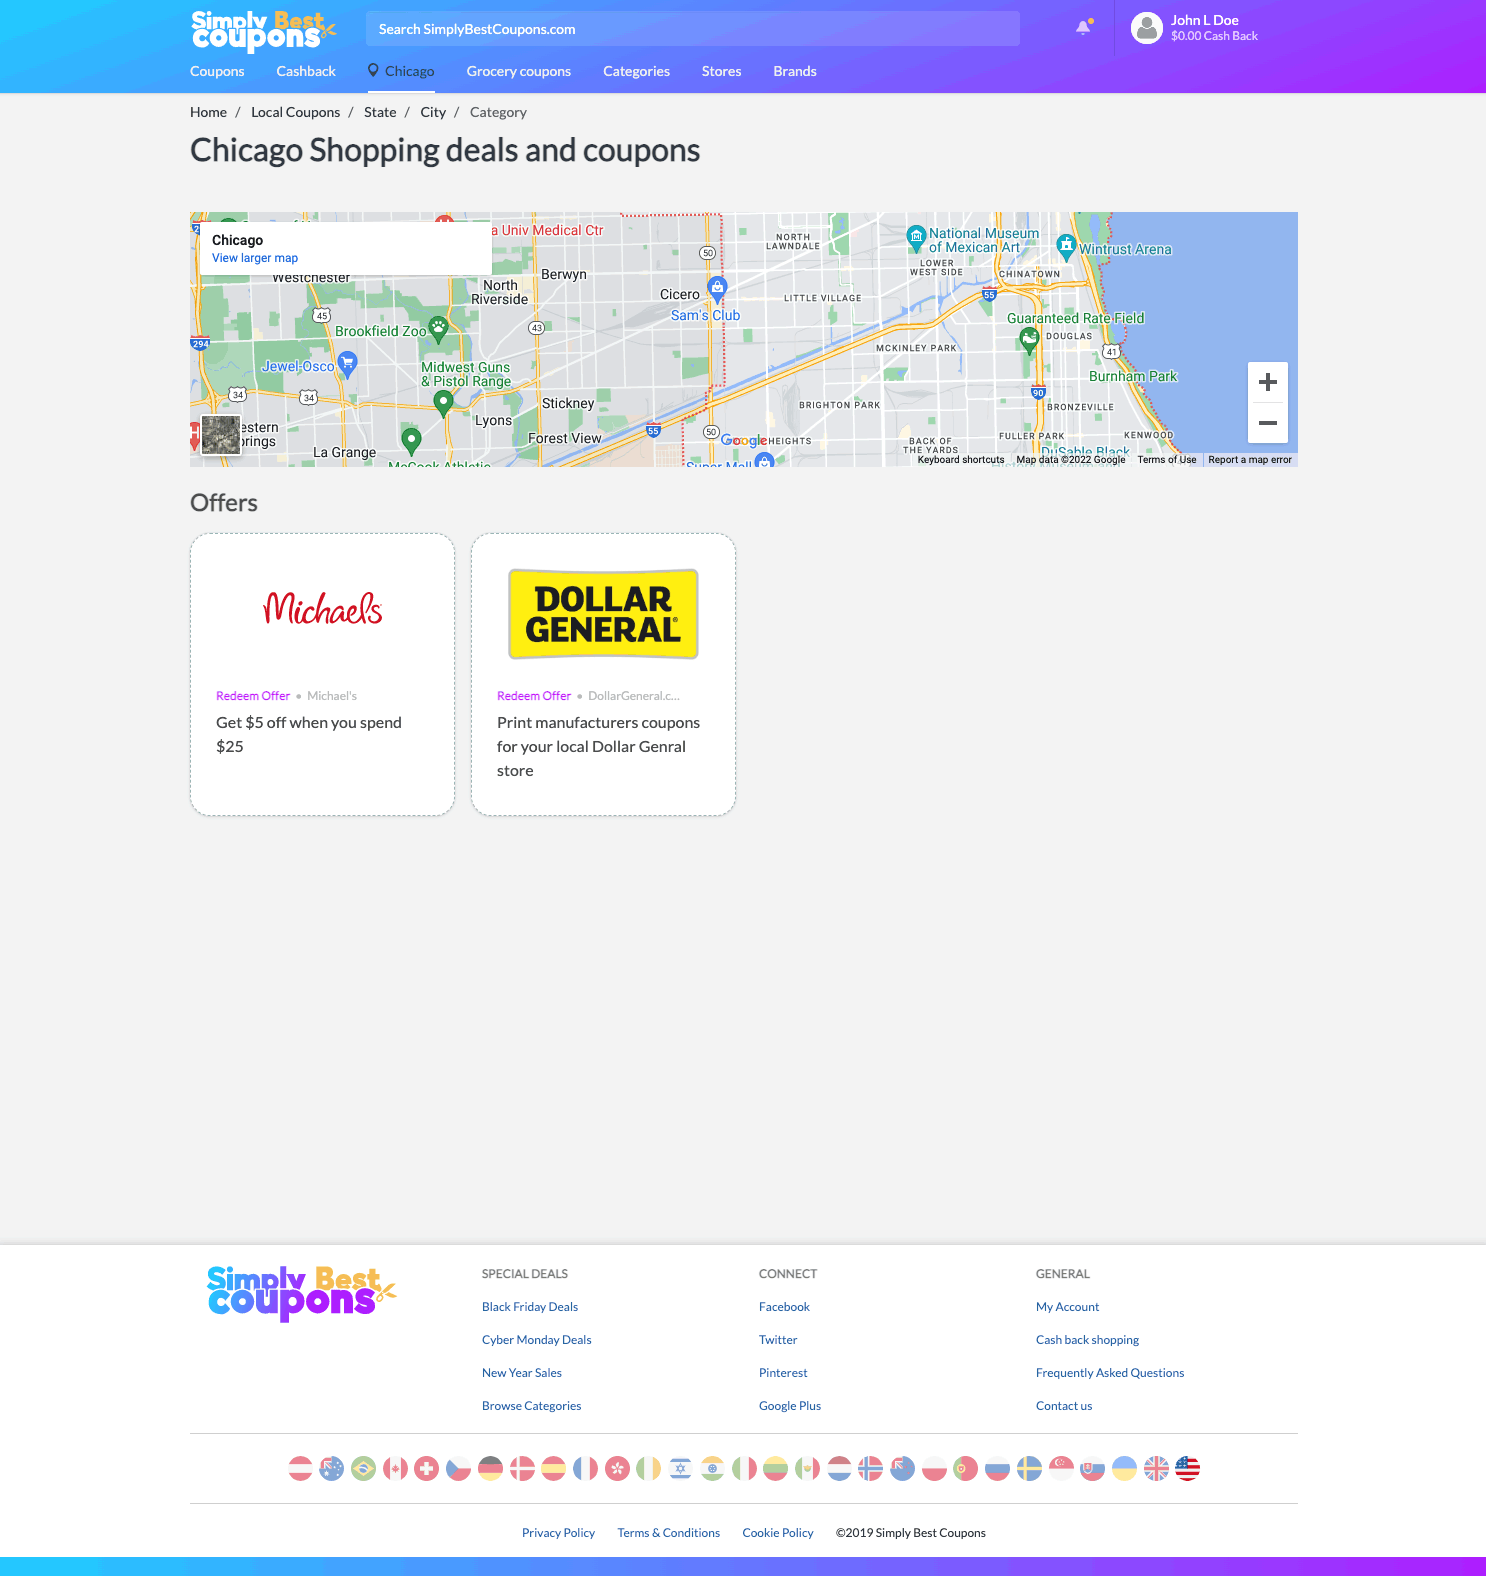 Simply Best
coupons
Search SimplyBestCoupons.com
John L Doe
$0.00 Cash Back
Coupons
Cashback
Chicago
Grocery coupons
Categories
Stores
Brands
Home / Local Coupons / State / City / Category
Chicago Shopping deals and coupons
Chicago
View larger map
a Univ Medical Ctr
Westchester
North
Riverside
Berwyn
Cicero
Sam's Club
50
NORTH
LAWNDALE
LITTLE VILLAGE
National Museum
of Mexican Art
LOWER
WEST SIDE
CHINATOWN
Wintrust Arena
55
45
Brookfield Zoo
43
294
Jewel-Osco
Midwest Guns
& Pistol Range
MCKINLEY PARK
Guaranteed Rate Field
DOUGLAS
41
Burnham Park
34
34
Stickney
Lyons
BRIGHTON PARK
90
BRONZEVILLE
estern
rings
La Grange
McCook Athletic
Forest View
55
50
Google
HEIGHTS
Super Mall
BACK OF
THE YARDS
FULLER PARK
KENWOOD
DuSable Black
Keyboard shortcuts
Map data ©2022 Google
Terms of Use
Report a map error
Offers
Michaels
DOLLAR
GENERAL
Redeem Offer • Michael's
Get $5 off when you spend
$25
Redeem Offer • DollarGeneral.c...
Print manufacturers coupons
for your local Dollar Genral
store
Simply Best
coupons
SPECIAL DEALS
Black Friday Deals
Cyber Monday Deals
New Year Sales
Browse Categories
CONNECT
Facebook
Twitter
Pinterest
Google Plus
GENERAL
My Account
Cash back shopping
Frequently Asked Questions
Contact us
Privacy Policy
Terms & Conditions
Cookie Policy
©2019 Simply Best Coupons